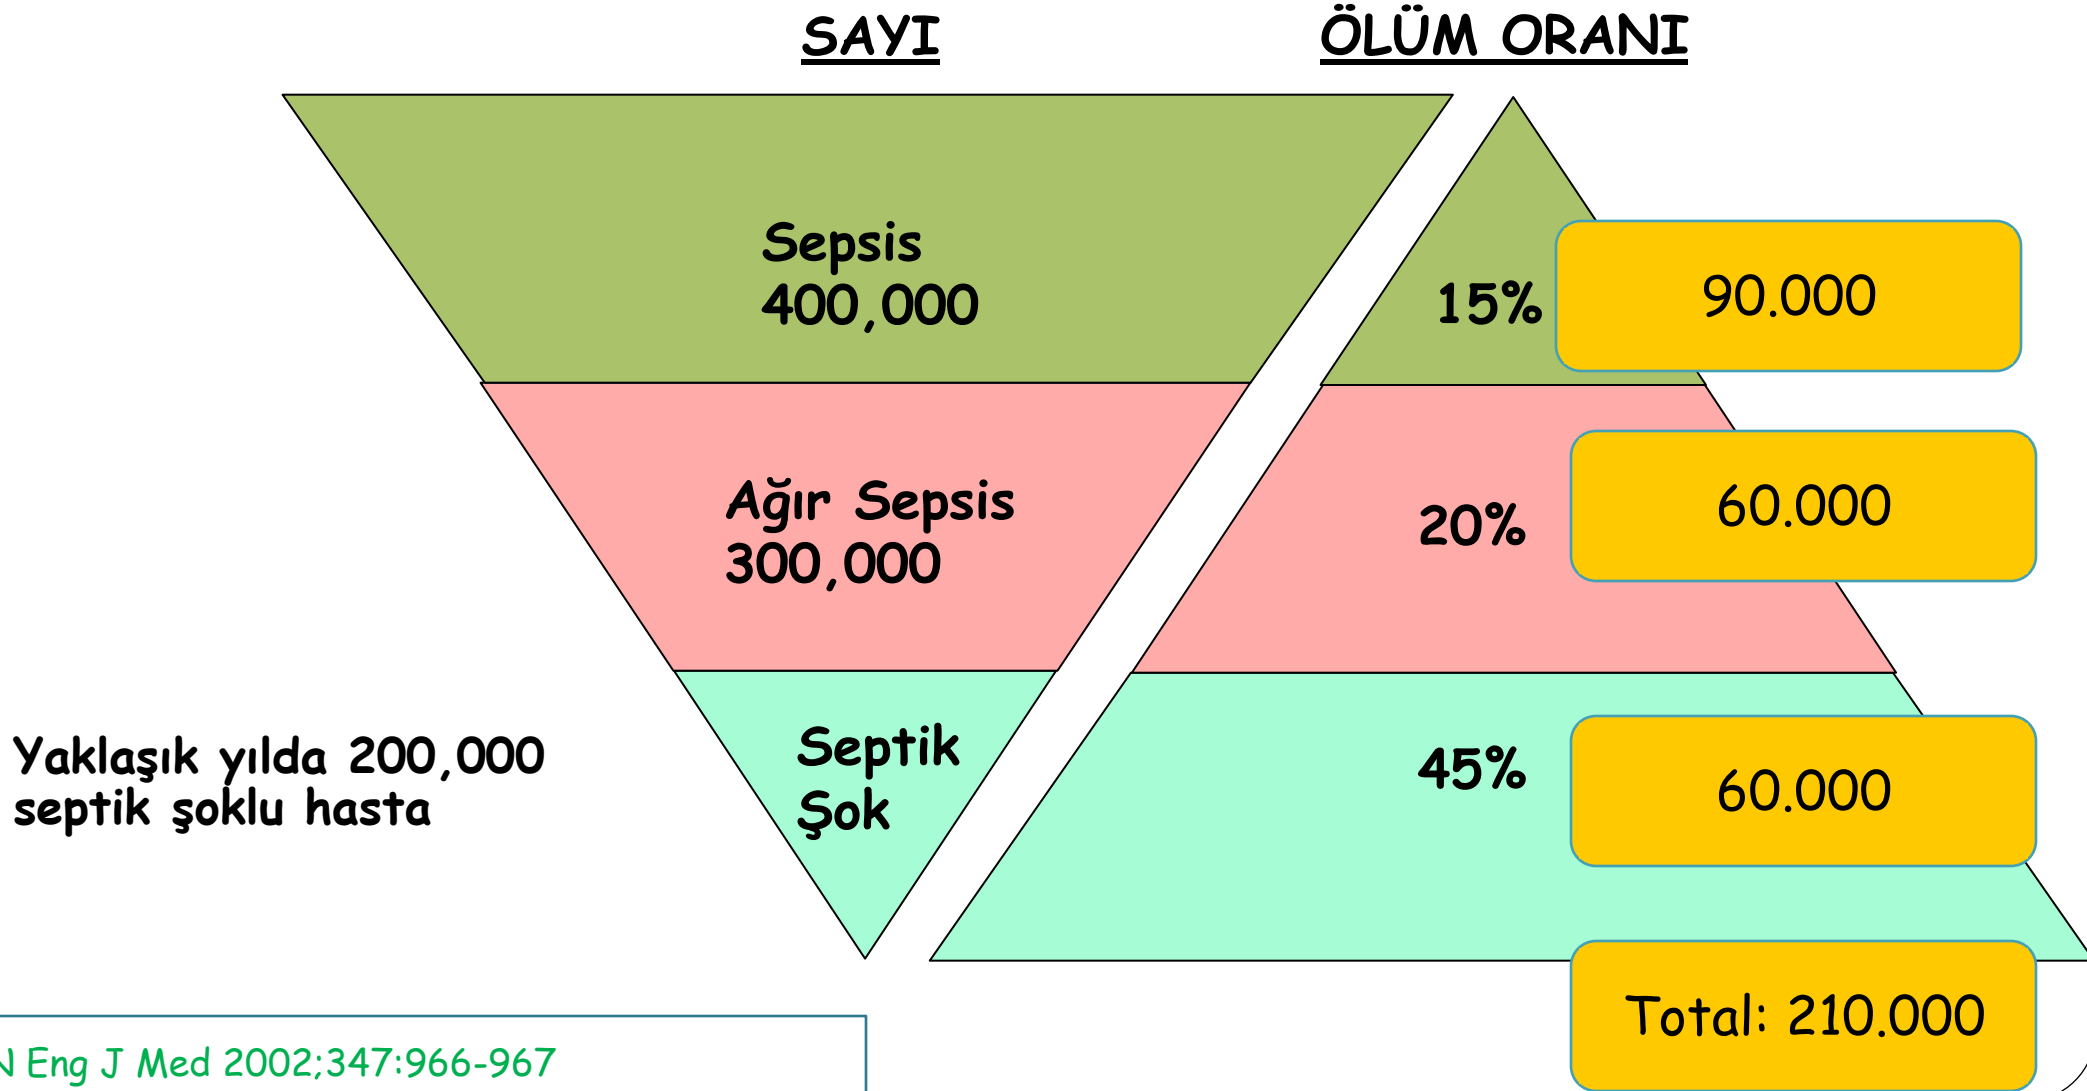 SAYI
ÖLÜM ORANI
Sepsis
400,000
15%
90.000
Ağır Sepsis
300,000
20%
60.000
Yaklaşık yılda 200,000
septik şoklu hasta
Septik
Şok
45%
60.000
Total: 210.000
N Eng J Med 2002;347:966-967